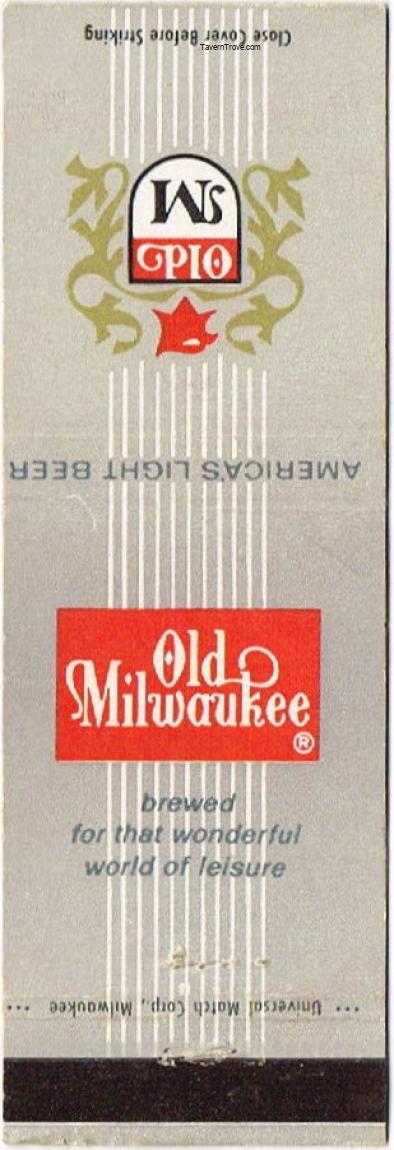 Close Cover Before Striking
TavernTrove.com
M
Old
AMERICA'S LIGHT BEER
Old
Milwaukee
®
brewed
for that wonderful
world of leisure
••• Universal Match Corp., Milwaukee •••